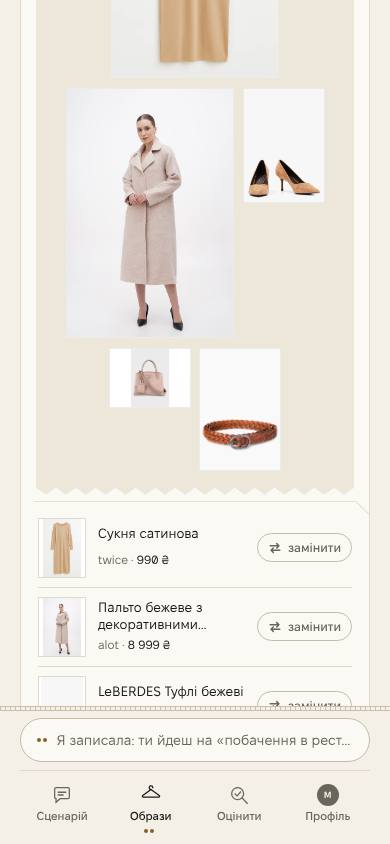 Сукня сатинова
twice · 990 ₴
замінити
Пальто бежеве з
декоративними...
alot · 8 999 ₴
замінити
LeBERDES Туфлі бежеві
замінити
Я записала: ти йдеш на «побачення в рест...
Сценарій
Образи
Оцінити
М
Профіль